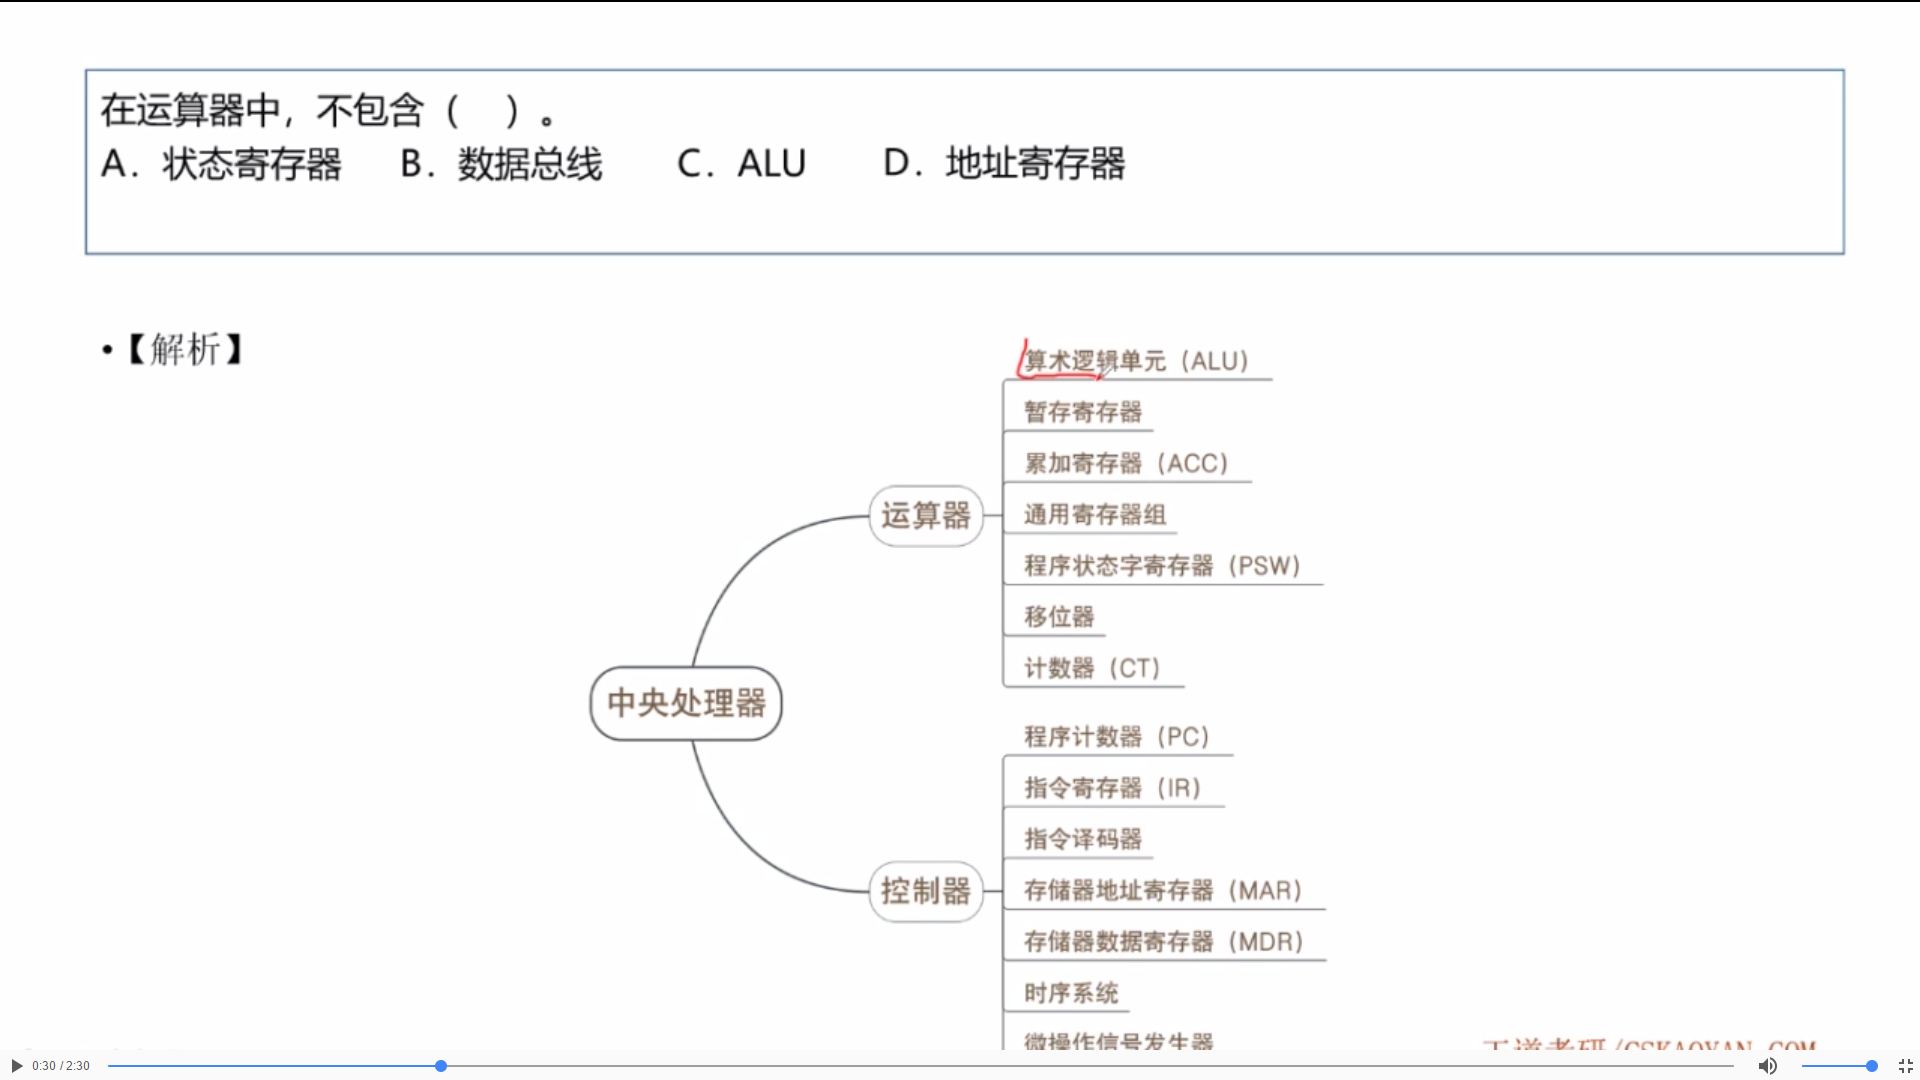 在运算器中，不包含（ ）。
A．状态寄存器 B．数据总线 C．ALU D．地址寄存器
•【解析】
算术逻辑单元（ALU）
暂存寄存器
累加寄存器（ACC）
运算器
通用寄存器组
程序状态字寄存器（PSW）
移位器
计数器（CT）
中央处理器
程序计数器（PC）
指令寄存器（IR）
指令译码器
控制器
存储器地址寄存器（MAR）
存储器数据寄存器（MDR）
时序系统
微操作信号发生器
王道考研/CSKAOYAN.COM
0:30 / 2:30